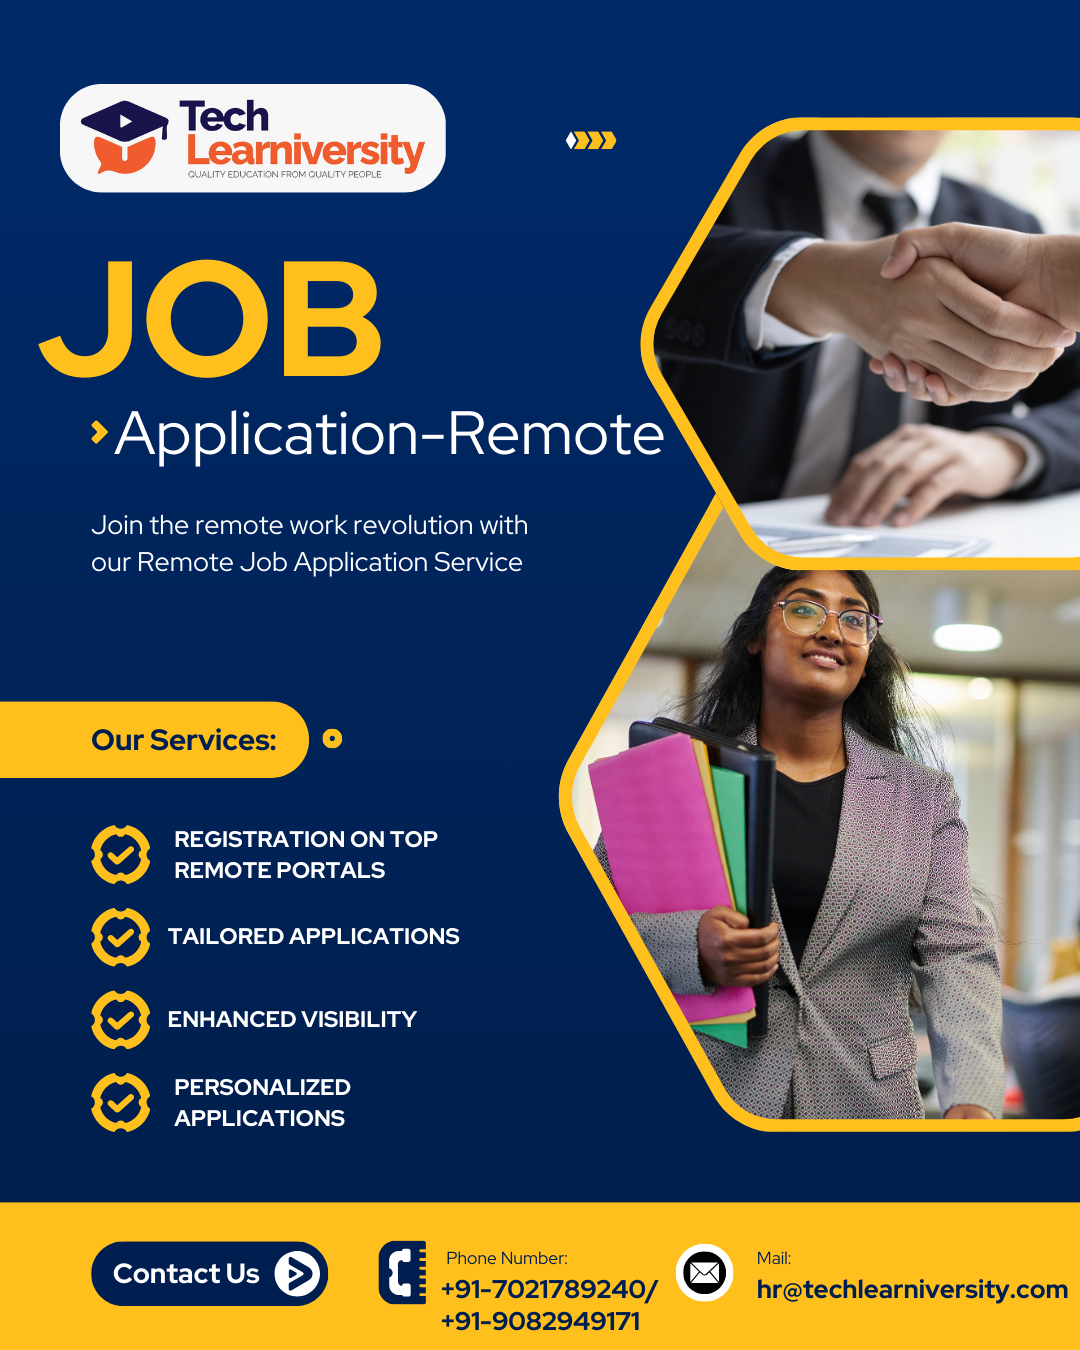 Tech
Learniversity
QUALITY EDUCATION FROM QUALITY PEOPLE
JOB
Application-Remote
Join the remote work revolution with
our Remote Job Application Service
Our Services:
REGISTRATION ON TOP
REMOTE PORTALS
TAILORED APPLICATIONS
ENHANCED VISIBILITY
PERSONALIZED
APPLICATIONS
Contact Us
Phone Number:
+91-7021789240/
+91-9082949171
Mail:
hr@techlearniversity.com